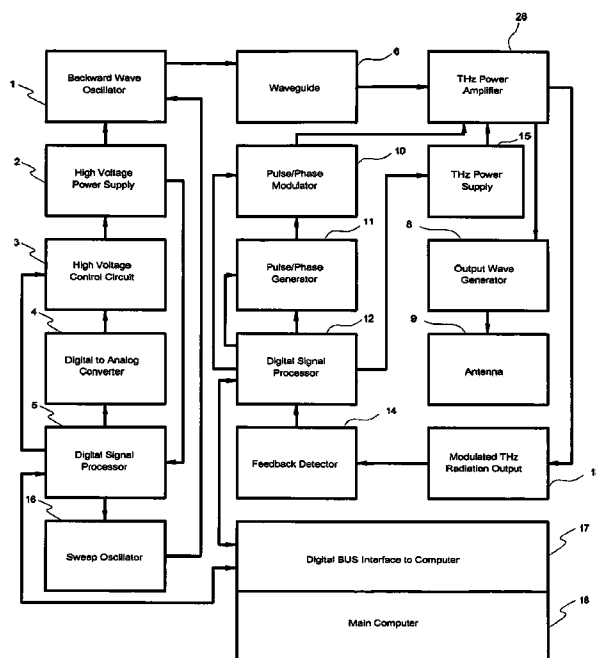 1
Backward Wave
Oscillator
6
Waveguide
28
THz Power
Amplifier
2
High Voltage
Power Supply
10
Pulse/Phase
Modulator
15
THz Power
Supply
3
High Voltage
Control Circuit
11
Pulse/Phase
Generator
8
Output Wave
Generator
4
Digital to Analog
Converter
12
Digital Signal
Processor
9
Antenna
5
Digital Signal
Processor
14
Feedback Detector
Modulated THz
Radiation Output
16
Sweep Oscillator
17
Digital BUS Interface to Computer
18
Main Computer